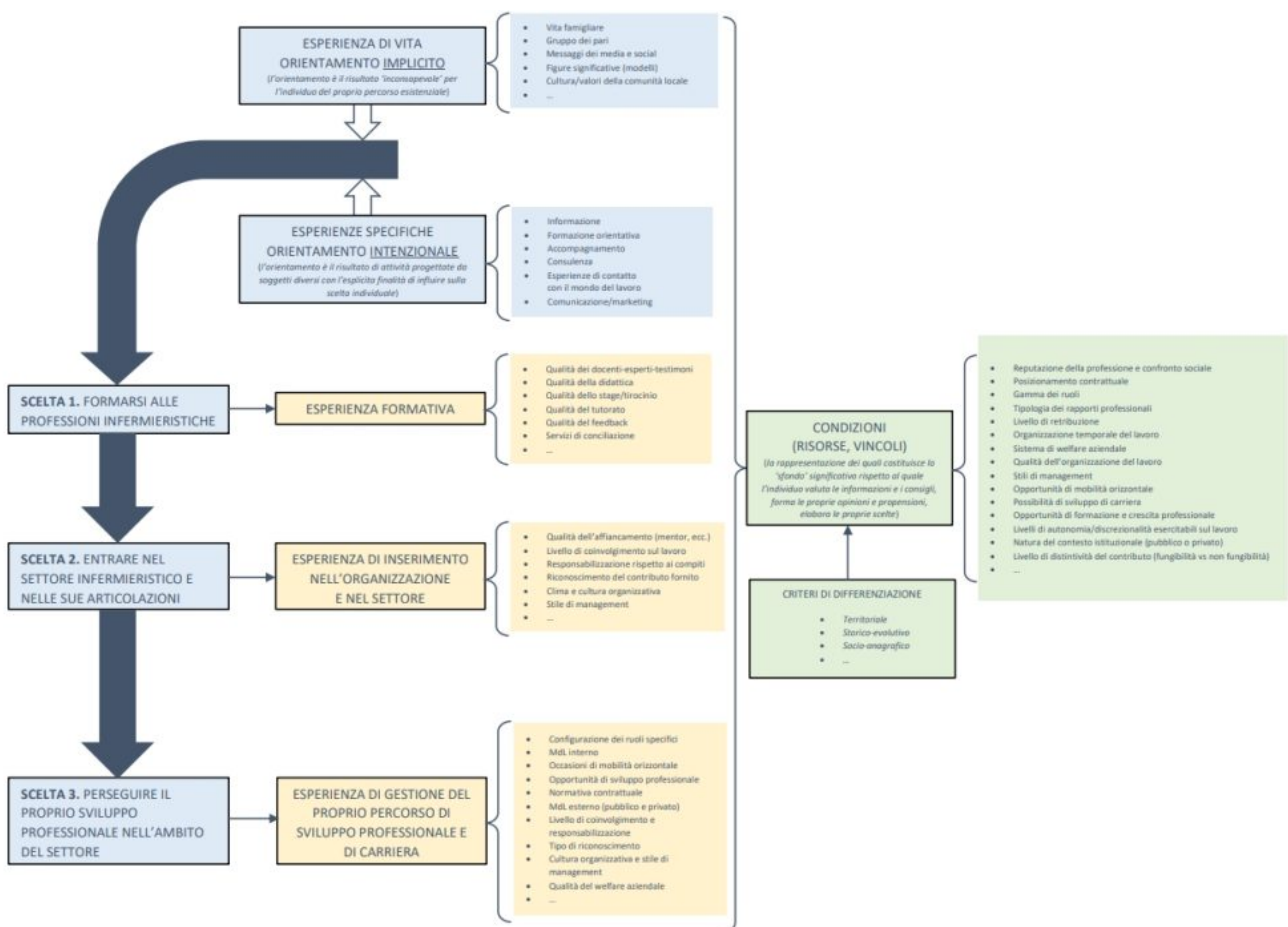 ESPERIENZA DI VITA
ORIENTAMENTO IMPLICITO
(l'orientamento è il risultato 'inconsapevole' per
l'individuo del proprio percorso esistenziale)
• Vita famigliare
• Gruppo dei pari
• Messaggi dei media e social
• Figure significative (modelli)
• Cultura/valori della comunità locale
• ...
ESPERIENZE SPECIFICHE
ORIENTAMENTO INTENZIONALE
(l'orientamento è il risultato di attività progettate da
soggetti diversi con l'esplicita finalità di influire sulla
scelta individuale)
• Informazione
• Formazione orientativa
• Accompagnamento
• Consulenza
• Esperienze di contatto
con il mondo del lavoro
• Comunicazione/marketing
SCELTA 1. FORMARSI ALLE
PROFESSIONI INFERMIERISTICHE
ESPERIENZA FORMATIVA
• Qualità dei docenti-esperti-testimoni
• Qualità della didattica
• Qualità dello stage/tirocinio
• Qualità del tutorato
• Qualità del feedback
• Servizi di conciliazione
• ...
SCELTA 2. ENTRARE NEL
SETTORE INFERMIERISTICO E
NELLE SUE ARTICOLAZIONI
ESPERIENZA DI INSERIMENTO
NELL'ORGANIZZAZIONE
E NEL SETTORE
• Qualità dell'affiancamento (mentor, ecc.)
• Livello di coinvolgimento sul lavoro
• Responsabilizzazione rispetto ai compiti
• Riconoscimento del contributo fornito
• Clima e cultura organizzativa
• Stile di management
• ...
SCELTA 3. PERSEGUIRE IL
PROPRIO SVILUPPO
PROFESSIONALE NELL'AMBITO
DEL SETTORE
ESPERIENZA DI GESTIONE DEL
PROPRIO PERCORSO DI
SVILUPPO PROFESSIONALE E
DI CARRIERA
• Configurazione dei ruoli specifici
• MdL interno
• Occasioni di mobilità orizzontale
• Opportunità di sviluppo professionale
• Normativa contrattuale
• MdL esterno (pubblico e privato)
• Livello di coinvolgimento e
responsabilizzazione
• Tipo di riconoscimento
• Cultura organizzativa e stile di
management
• Qualità del welfare aziendale
• ...
CONDIZIONI
(RISORSE, VINCOLI)
(la rappresentazione dei quali costituisce lo
'sfondo' significativo rispetto al quale
l'individuo valuta le informazioni e i consigli,
forma le proprie opinioni e propensioni,
elabora le proprie scelte)
CRITERI DI DIFFERENZIAZIONE
• Territoriale
• Storico-evolutivo
• Socio-anagrafico
• ...
• Reputazione della professione e confronto sociale
• Posizionamento contrattuale
• Gamma dei ruoli
• Tipologia dei rapporti professionali
• Livello di retribuzione
• Organizzazione temporale del lavoro
• Sistema di welfare aziendale
• Qualità dell'organizzazione del lavoro
• Stili di management
• Opportunità di mobilità orizzontale
• Possibilità di sviluppo di carriera
• Opportunità di formazione e crescita professionale
• Livelli di autonomia/discrezionalità esercitabili sul lavoro
• Natura del contesto istituzionale (pubblico o privato)
• Livello di distintività del contributo (fungibilità vs non fungibilità)
• ...